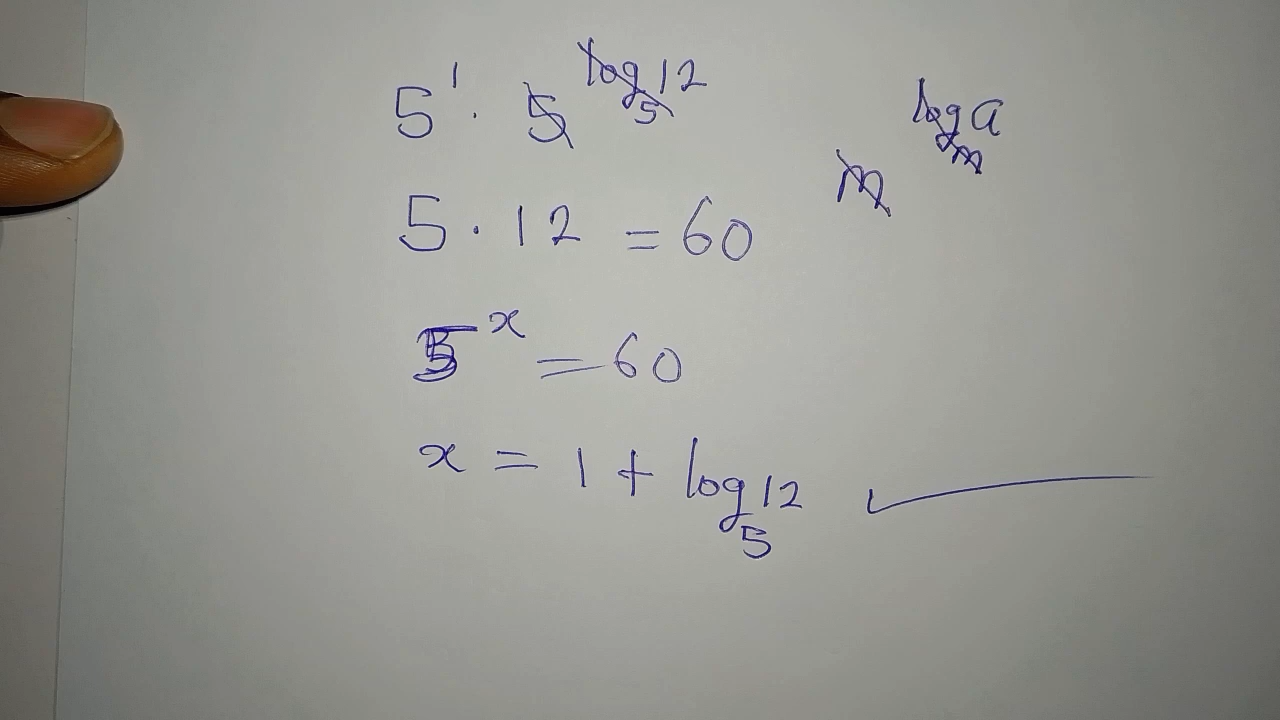 5¹ · 5^log₅12
m^logₘa
5 · 12 = 60
5^x = 60
x = 1 + log₅12